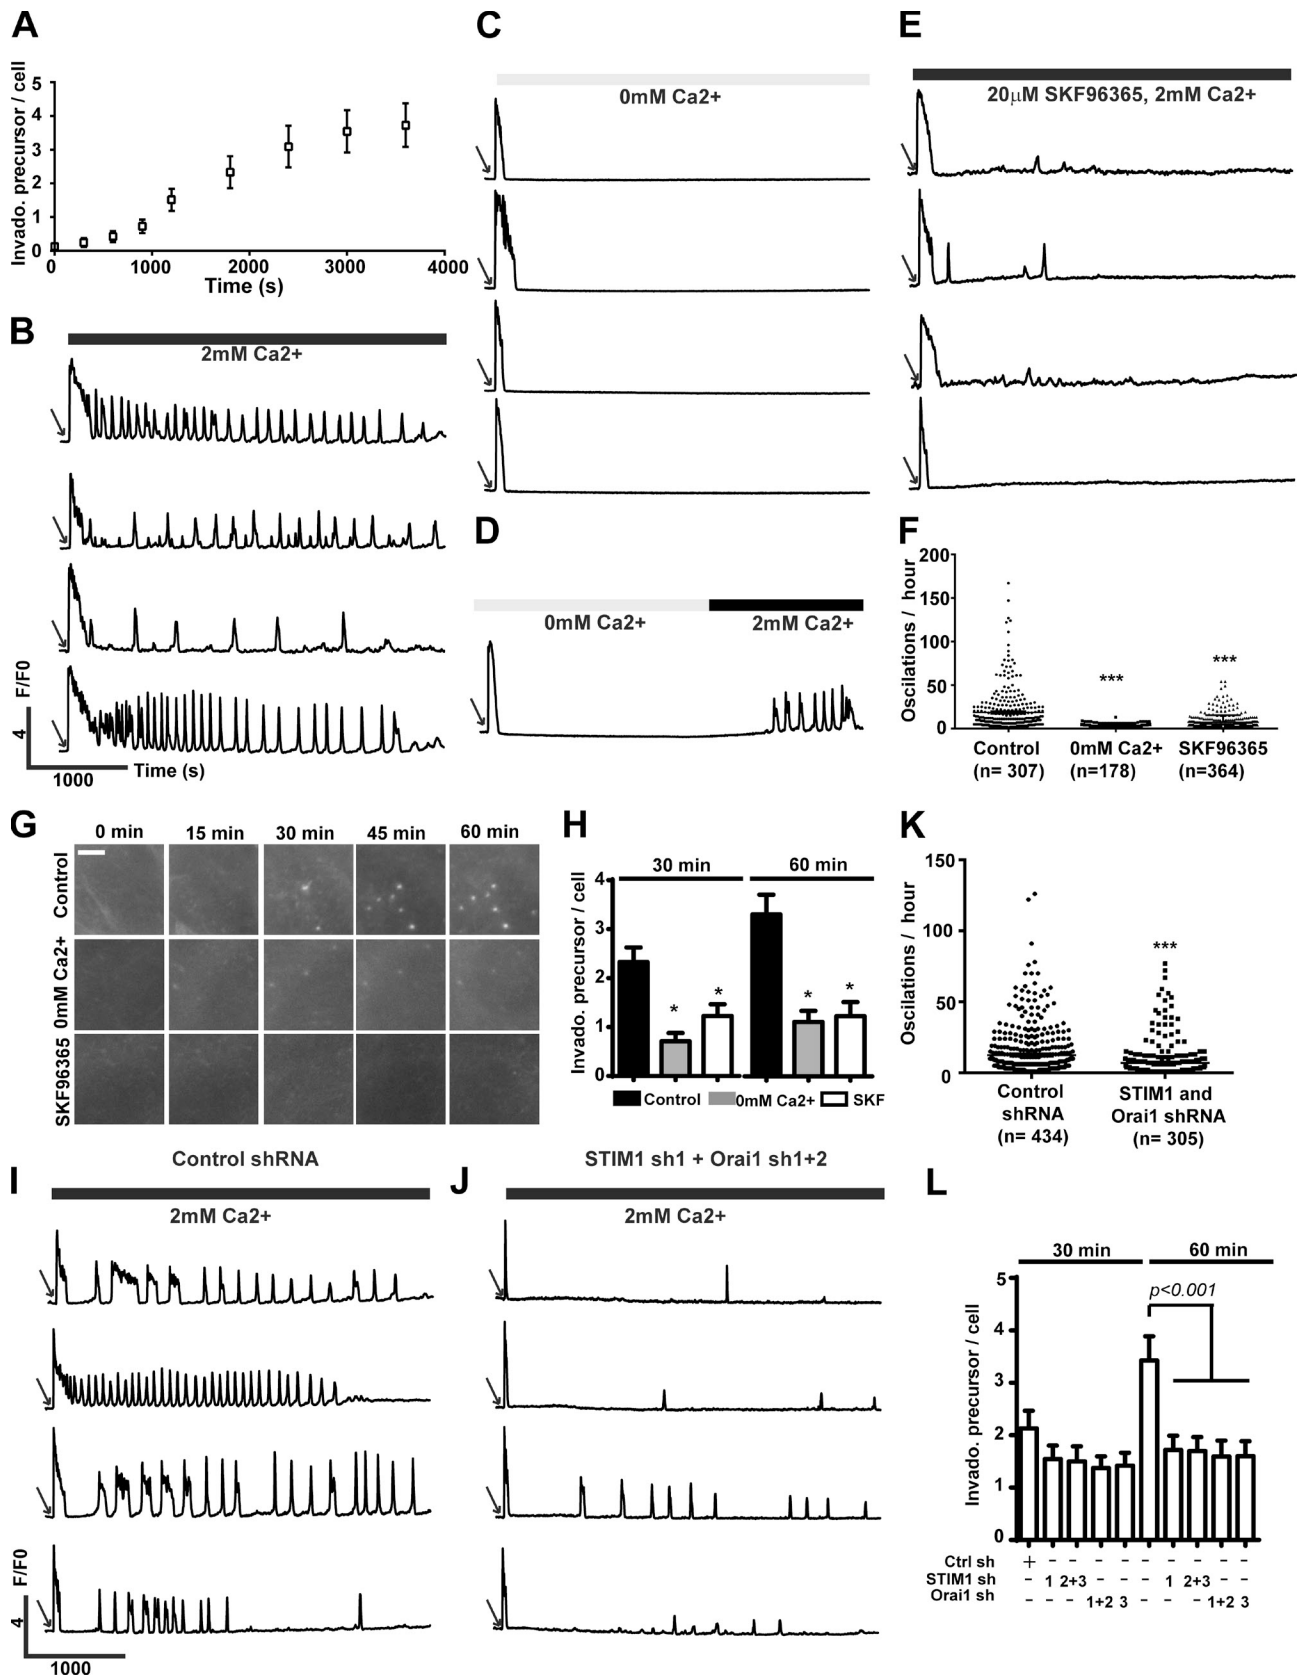 A
Invado. precursor / cell
5
4
3
2
1
0
0
1000
2000
3000
4000
Time (s)
B
2mM Ca2+
F/F0
4
1000
Time (s)
C
0mM Ca2+
D
0mM Ca2+
2mM Ca2+
E
20μM SKF96365, 2mM Ca2+
F
Oscilations / hour
200
150
100
50
0
***
***
Control
(n= 307)
0mM Ca2+
(n=178)
SKF96365
(n=364)
G
0 min
15 min
30 min
45 min
60 min
Control
0mM Ca2+
SKF96365
H
30 min
60 min
Invado. precursor / cell
4
3
2
1
0
*
*
*
*
Control
0mM Ca2+
SKF
K
Oscilations / hour
150
100
50
0
***
Control
shRNA
(n= 434)
STIM1 and
Orai1 shRNA
(n= 305)
I
Control shRNA
2mM Ca2+
F/F0
4
1000
J
STIM1 sh1 + Orai1 sh1+2
2mM Ca2+
L
30 min
60 min
p<0.001
Invado. precursor / cell
5
4
3
2
1
0
Ctrl sh + - - - - - - - - -
STIM1 sh - 1 2+3 - - - 1 2+3 - -
Orai1 sh - - - 1+2 3 - - - 1+2 3